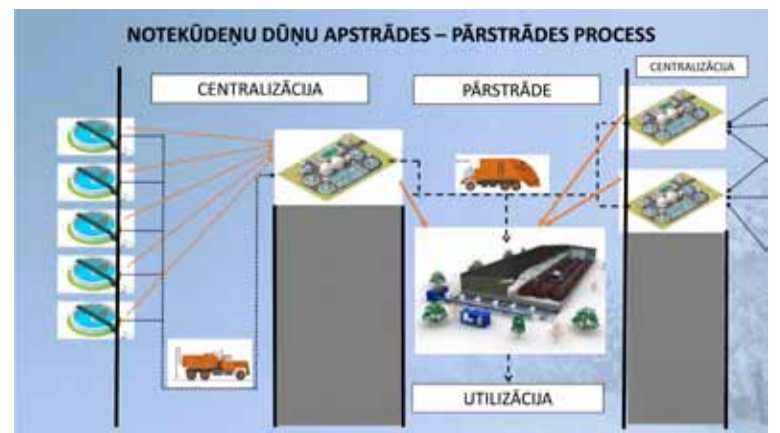 NOTEKŪDEŅU DŪŅU APSTRĀDES – PĀRSTRĀDES PROCESS
CENTRALIZĀCIJA
PĀRSTRĀDE
CENTRALIZĀCIJA
UTILIZĀCIJA